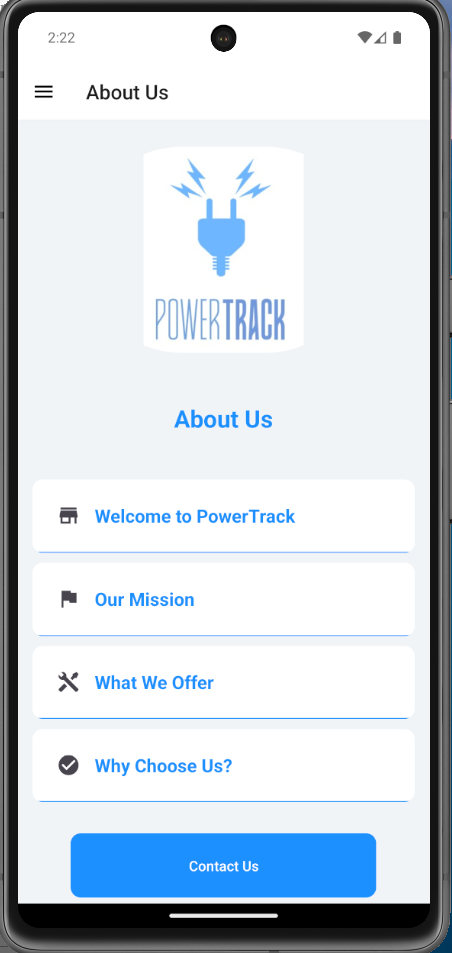 2:22
About Us
POWERTRACK
About Us
Welcome to PowerTrack
Our Mission
What We Offer
Why Choose Us?
Contact Us